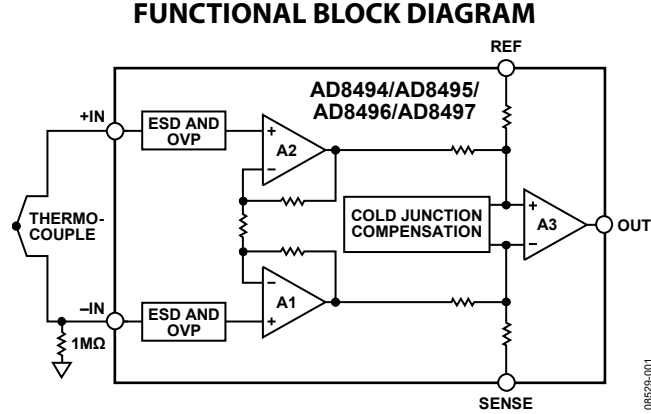 FUNCTIONAL BLOCK DIAGRAM
REF
AD8494/AD8495/
AD8496/AD8497
+IN
ESD AND
OVP
+
A2
–
THERMO-
COUPLE
COLD JUNCTION
COMPENSATION
+
A3
–
OUT
–
A1
+
–IN
ESD AND
OVP
1MΩ
SENSE
08529-001